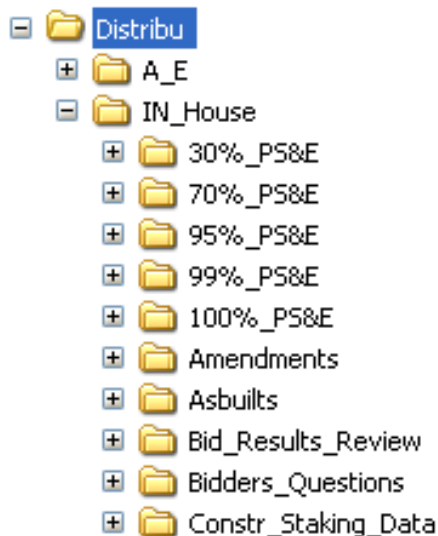 Distribu
A_E
IN_House
30%_PS&E
70%_PS&E
95%_PS&E
99%_PS&E
100%_PS&E
Amendments
Asbuilts
Bid_Results_Review
Bidders_Questions
Constr_Staking_Data